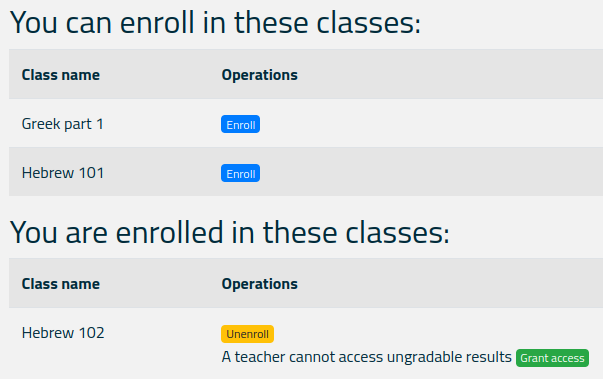 You can enroll in these classes:
Class name Operations
Greek part 1 Enroll
Hebrew 101 Enroll
You are enrolled in these classes:
Class name Operations
Hebrew 102 Unenroll
A teacher cannot access ungradable results Grant access